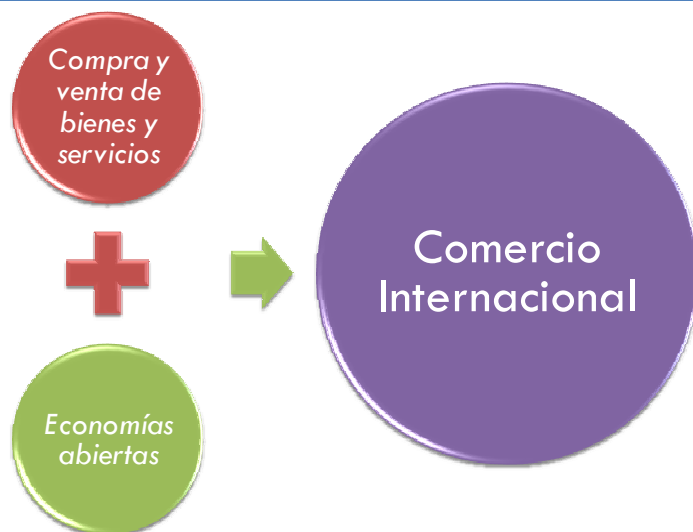 Compra y
venta de
bienes y
servicios
Economías
abiertas
Comercio
Internacional